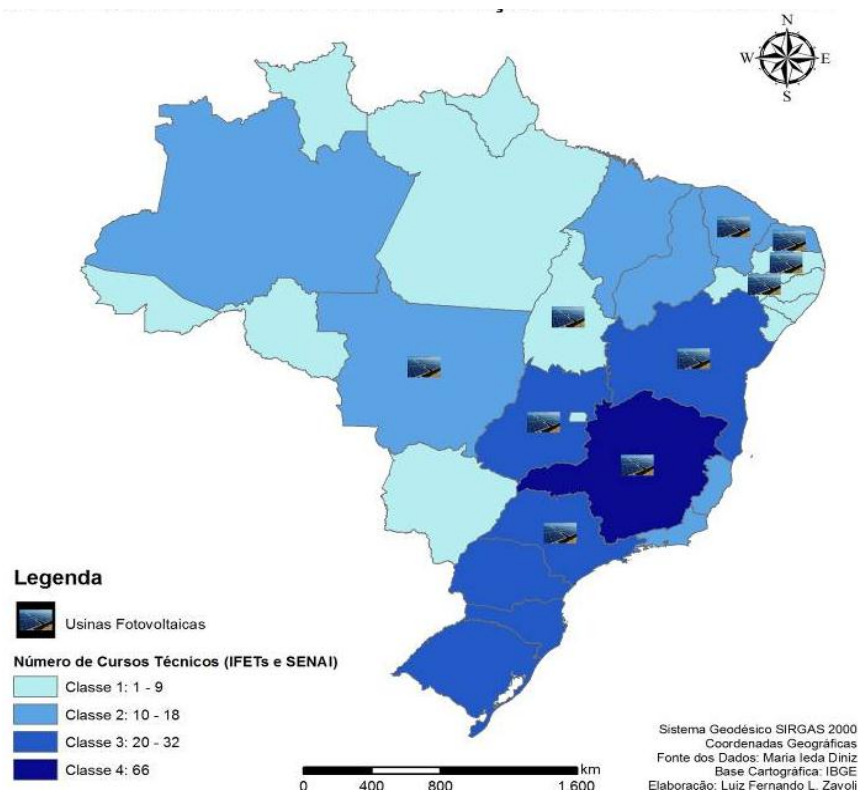 N
W E
S
Legenda
Usinas Fotovoltaicas
Número de Cursos Técnicos (IFETs e SENAI)
Classe 1: 1 - 9
Classe 2: 10 - 18
Classe 3: 20 - 32
Classe 4: 66
km
0 400 800 1.600
Sistema Geodésico SIRGAS 2000
Coordenadas Geográficas
Fonte dos Dados: Maria Ieda Diniz
Base Cartográfica: IBGE
Elaboração: Luiz Fernando L. Zavoli